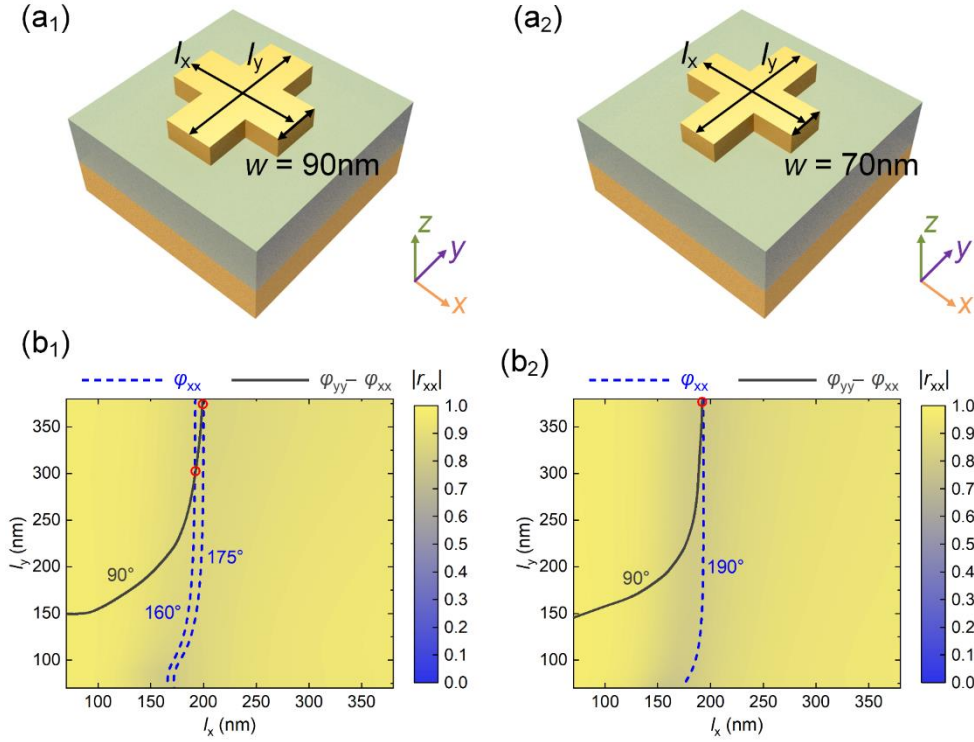 (a₁)
(a₂)
lx
ly
w = 90nm
z
y
x
lx
ly
w = 70nm
z
y
x
(b₁)
φxx
φyy– φxx
|rxx|
350
300
250
200
150
100
ly (nm)
90°
160°
175°
100
150
200
250
300
350
lx (nm)
1.0
0.9
0.8
0.7
0.6
0.5
0.4
0.3
0.2
0.1
0.0
(b₂)
φxx
φyy– φxx
|rxx|
350
300
250
200
150
100
ly (nm)
90°
190°
100
150
200
250
300
350
lx (nm)
1.0
0.9
0.8
0.7
0.6
0.5
0.4
0.3
0.2
0.1
0.0